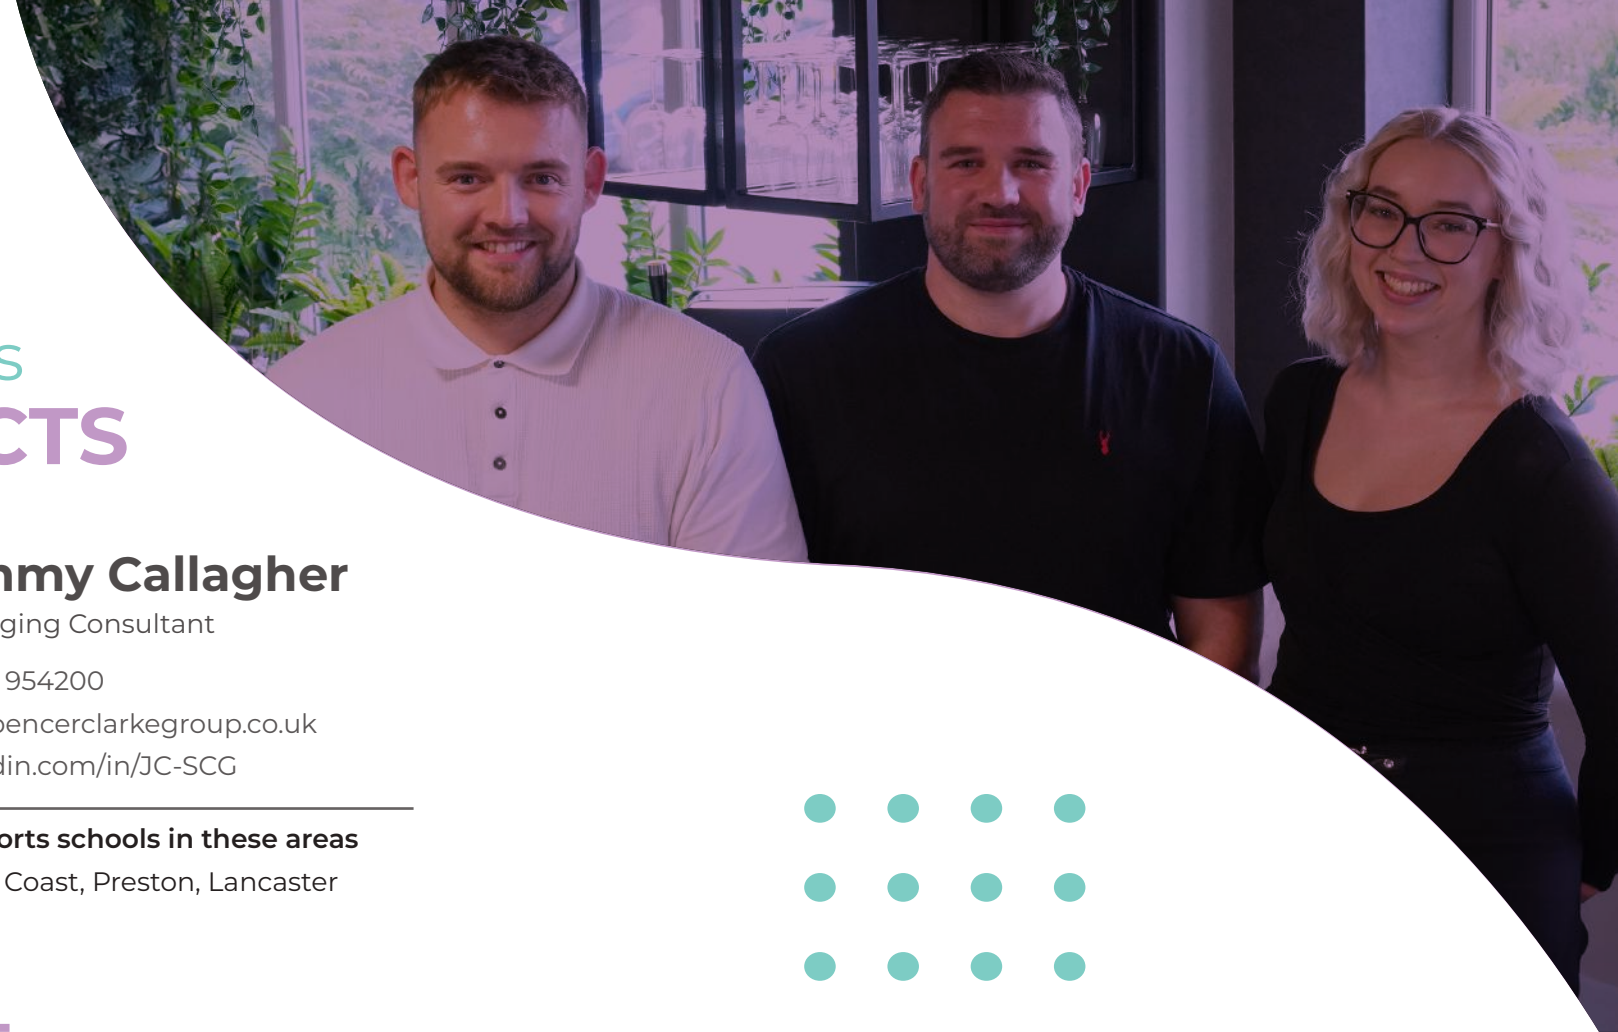 S
CTS
mmy Callagher
ging Consultant
954200
pencerclarkegroup.co.uk
din.com/in/JC-SCG
orts schools in these areas
Coast, Preston, Lancaster